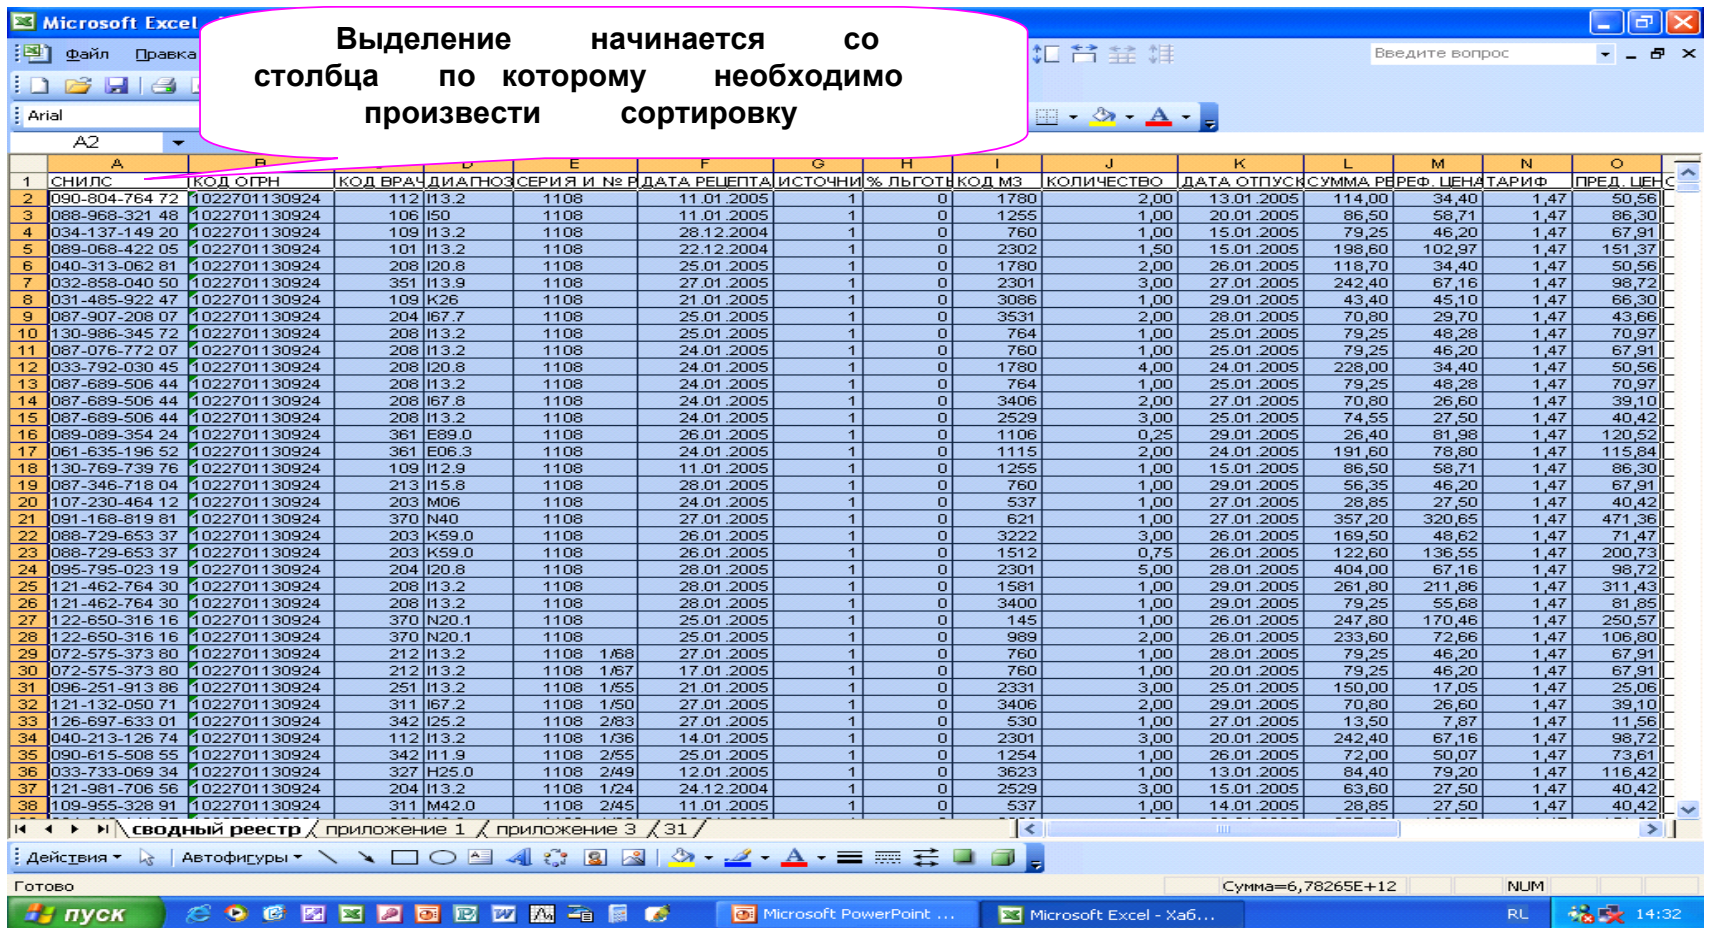 Microsoft Excel
Выделение начинается со
столбца по которому необходимо
произвести сортировку
Файл Правка Введите вопрос
Arial
A2
A B D E F G H I J K L M N O
1 СНИЛС КОД ОГРН КОД ВРАЧ ДИАГНОЗ СЕРИЯ И № Р ДАТА РЕЦЕПТА ИСТОЧНИ % ЛЬГОТЬ КОД МЗ КОЛИЧЕСТВО ДАТА ОТПУСК СУММА РЕ РЕФ. ЦЕНА ТАРИФ ПРЕД. ЦЕН С
2 090-804-764 72 1022701130924 112 I13.2 1108 11.01.2005 1 0 1780 2,00 13.01.2005 114,00 34,40 1,47 50,56
3 088-968-321 48 1022701130924 106 I50 1108 11.01.2005 1 0 1255 1,00 20.01.2005 86,50 58,71 1,47 86,30
4 034-137-149 20 1022701130924 109 I13.2 1108 28.12.2004 1 0 760 1,00 15.01.2005 79,25 46,20 1,47 67,91
5 089-068-422 05 1022701130924 101 I13.2 1108 22.12.2004 1 0 2302 1,50 15.01.2005 198,60 102,97 1,47 151,37
6 040-313-062 81 1022701130924 208 I20.8 1108 25.01.2005 1 0 1780 2,00 26.01.2005 118,70 34,40 1,47 50,56
7 032-858-040 50 1022701130924 351 I13.9 1108 27.01.2005 1 0 2301 3,00 27.01.2005 242,40 67,16 1,47 98,72
8 031-485-922 47 1022701130924 109 K26 1108 21.01.2005 1 0 3086 1,00 29.01.2005 43,40 45,10 1,47 66,30
9 087-907-208 07 1022701130924 204 I67.7 1108 25.01.2005 1 0 3531 2,00 28.01.2005 70,80 29,70 1,47 43,66
10 130-986-345 72 1022701130924 208 I13.2 1108 25.01.2005 1 0 764 1,00 25.01.2005 79,25 48,28 1,47 70,97
11 087-076-772 07 1022701130924 208 I13.2 1108 24.01.2005 1 0 760 1,00 25.01.2005 79,25 46,20 1,47 67,91
12 033-792-030 45 1022701130924 208 I20.8 1108 24.01.2005 1 0 1780 4,00 24.01.2005 228,00 34,40 1,47 50,56
13 087-689-506 44 1022701130924 208 I13.2 1108 24.01.2005 1 0 764 1,00 25.01.2005 79,25 48,28 1,47 70,97
14 087-689-506 44 1022701130924 208 I67.8 1108 24.01.2005 1 0 3406 2,00 27.01.2005 70,80 26,60 1,47 39,10
15 087-689-506 44 1022701130924 208 I13.2 1108 24.01.2005 1 0 2529 3,00 25.01.2005 74,55 27,50 1,47 40,42
16 089-089-354 24 1022701130924 361 E89.0 1108 26.01.2005 1 0 1106 0,25 29.01.2005 26,40 81,98 1,47 120,52
17 061-635-196 52 1022701130924 361 E06.3 1108 24.01.2005 1 0 1115 2,00 24.01.2005 191,60 78,80 1,47 115,84
18 130-769-739 76 1022701130924 109 I12.9 1108 11.01.2005 1 0 1255 1,00 15.01.2005 86,50 58,71 1,47 86,30
19 087-346-718 04 1022701130924 213 I15.8 1108 28.01.2005 1 0 760 1,00 29.01.2005 56,35 46,20 1,47 67,91
20 107-230-464 12 1022701130924 203 M06 1108 24.01.2005 1 0 537 1,00 27.01.2005 28,85 27,50 1,47 40,42
21 091-168-819 81 1022701130924 370 N40 1108 27.01.2005 1 0 621 1,00 27.01.2005 357,20 320,65 1,47 471,36
22 088-729-653 37 1022701130924 203 K59.0 1108 26.01.2005 1 0 3222 3,00 26.01.2005 169,50 48,62 1,47 71,47
23 088-729-653 37 1022701130924 203 K59.0 1108 26.01.2005 1 0 1512 0,75 26.01.2005 122,60 136,55 1,47 200,73
24 095-795-023 19 1022701130924 204 I20.8 1108 28.01.2005 1 0 2301 5,00 28.01.2005 404,00 67,16 1,47 98,72
25 121-462-764 30 1022701130924 208 I13.2 1108 28.01.2005 1 0 1581 1,00 29.01.2005 261,80 211,86 1,47 311,43
26 121-462-764 30 1022701130924 208 I13.2 1108 28.01.2005 1 0 3400 1,00 29.01.2005 79,25 55,68 1,47 81,85
27 122-650-316 16 1022701130924 370 N20.1 1108 25.01.2005 1 0 145 1,00 26.01.2005 247,80 170,46 1,47 250,57
28 122-650-316 16 1022701130924 370 N20.1 1108 25.01.2005 1 0 989 2,00 26.01.2005 233,60 72,66 1,47 106,80
29 072-575-373 80 1022701130924 212 I13.2 1108 1/68 27.01.2005 1 0 760 1,00 28.01.2005 79,25 46,20 1,47 67,91
30 072-575-373 80 1022701130924 212 I13.2 1108 1/67 17.01.2005 1 0 760 1,00 20.01.2005 79,25 46,20 1,47 67,91
31 096-251-913 86 1022701130924 251 I13.2 1108 1/55 21.01.2005 1 0 2331 3,00 25.01.2005 150,00 17,05 1,47 25,06
32 121-132-050 71 1022701130924 311 I67.2 1108 1/50 27.01.2005 1 0 3406 2,00 29.01.2005 70,80 26,60 1,47 39,10
33 126-697-633 01 1022701130924 342 I25.2 1108 2/83 27.01.2005 1 0 530 1,00 27.01.2005 13,50 7,87 1,47 11,56
34 040-213-126 74 1022701130924 112 I13.2 1108 1/36 14.01.2005 1 0 2301 3,00 20.01.2005 242,40 67,16 1,47 98,72
35 090-615-508 55 1022701130924 342 I11.9 1108 2/55 25.01.2005 1 0 1254 1,00 26.01.2005 72,00 50,07 1,47 73,61
36 033-733-069 34 1022701130924 327 H25.0 1108 2/49 12.01.2005 1 0 3623 1,00 13.01.2005 84,40 79,20 1,47 116,42
37 121-981-706 56 1022701130924 204 I13.2 1108 1/24 24.12.2004 1 0 2529 3,00 15.01.2005 63,60 27,50 1,47 40,42
38 109-955-328 91 1022701130924 311 M42.0 1108 2/45 11.01.2005 1 0 537 1,00 14.01.2005 28,85 27,50 1,47 40,42
сводный реестр приложение 1 приложение 3 31
Действия Автофигуры
Готово Сумма=6,78265E+12 NUM
пуск Microsoft PowerPoint ... Microsoft Excel - Хаб... RU 14:32